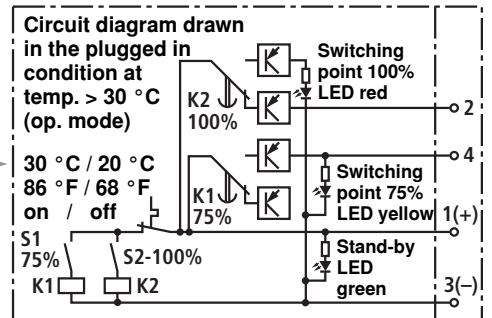 Circuit diagram drawn
in the plugged in
condition at
temp. > 30 °C
(op. mode)
Switching
point 100%
LED red
K2
100%
2
4
30 °C / 20 °C
86 °F / 68 °F
on / off
K1
75%
Switching
point 75%
LED yellow
1(+)
S1
75%
S2-100%
Stand-by
LED
green
K1
K2
3(–)